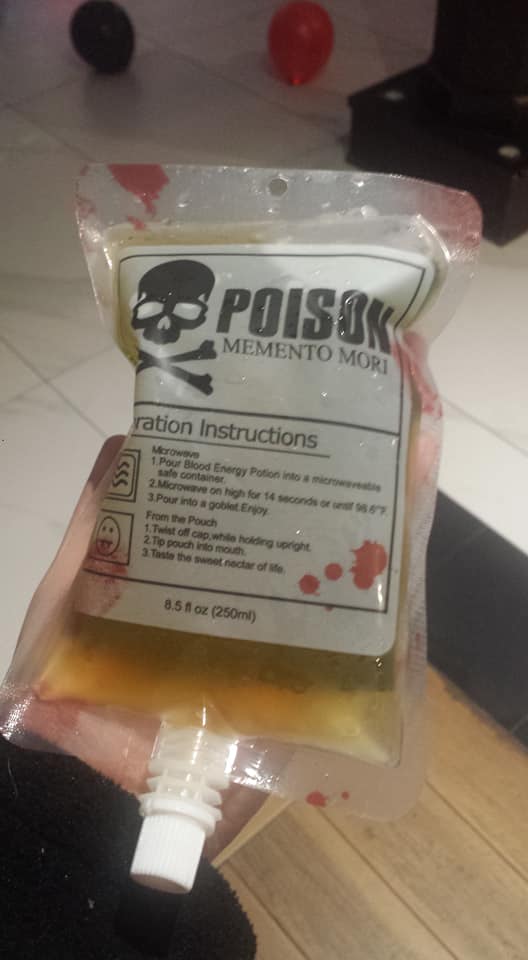 POISON
MEMENTO MORI
ration Instructions
Microwave
1.Pour Blood Energy Potion into a microwaveable
safe container.
2.Microwave on high for 14 seconds or until 98.6°F.
3.Pour into a goblet.Enjoy.
From the Pouch
1.Twist off cap,while holding upright.
2.Tip pouch into mouth.
3.Taste the sweet nectar of life.
8.5 fl oz (250ml)